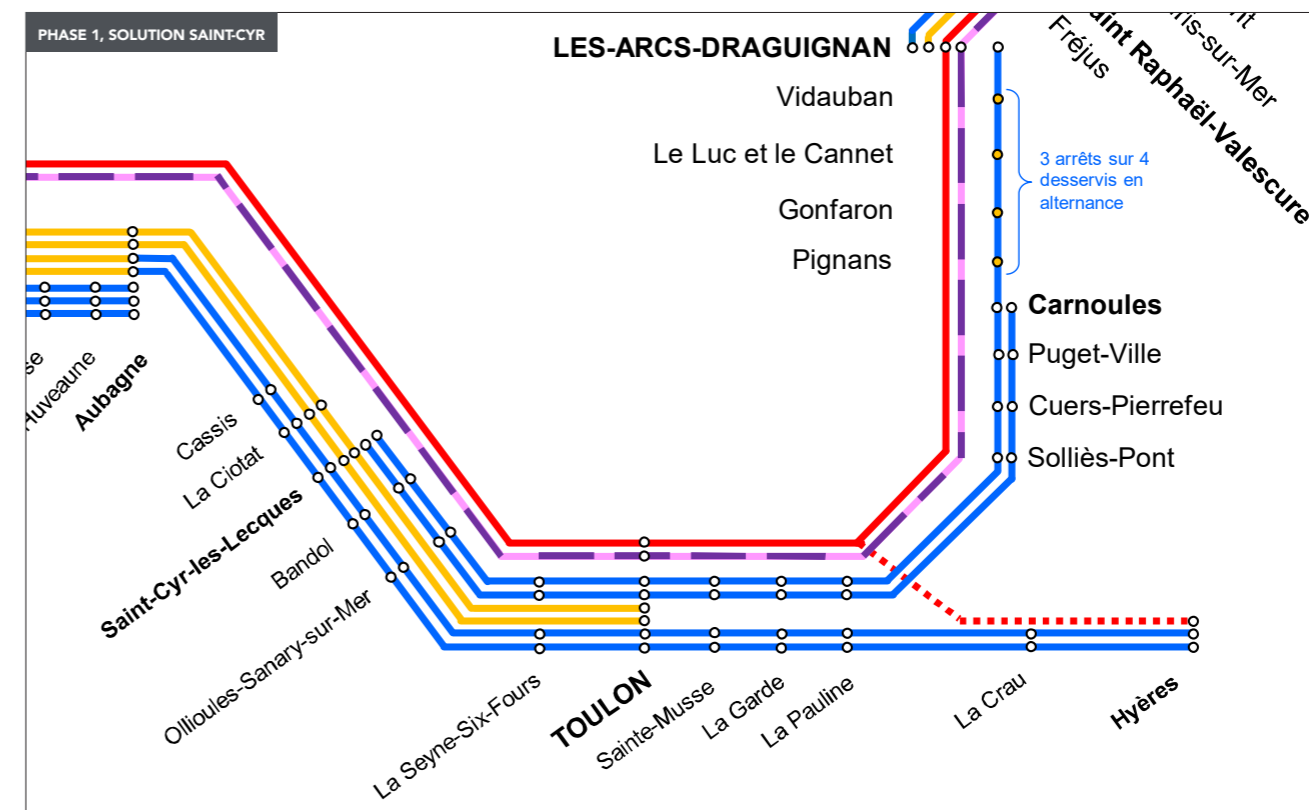 PHASE 1, SOLUTION SAINT-CYR
LES-ARCS-DRAGUIGNAN
Fréjus
Raphaël-Valescure
Vidauban
Le Luc et le Cannet
Gonfaron
Pignans
3 arrêts sur 4
desservis en
alternance
Carnoules
Puget-Ville
Cuers-Pierrefeu
Solliès-Pont
Aubagne
Cassis
La Ciotat
Saint-Cyr-les-Lecques
Bandol
Ollioules-Sanary-sur-Mer
La Seyne-Six-Fours
TOULON
Sainte-Musse
La Garde
La Pauline
La Crau
Hyères